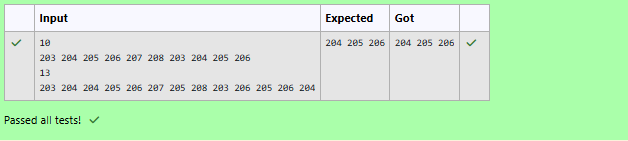 Input Expected Got
10 204 205 206 204 205 206
203 204 205 206 207 208 203 204 205 206
13
203 204 204 205 206 207 205 208 203 206 205 206 204
Passed all tests!